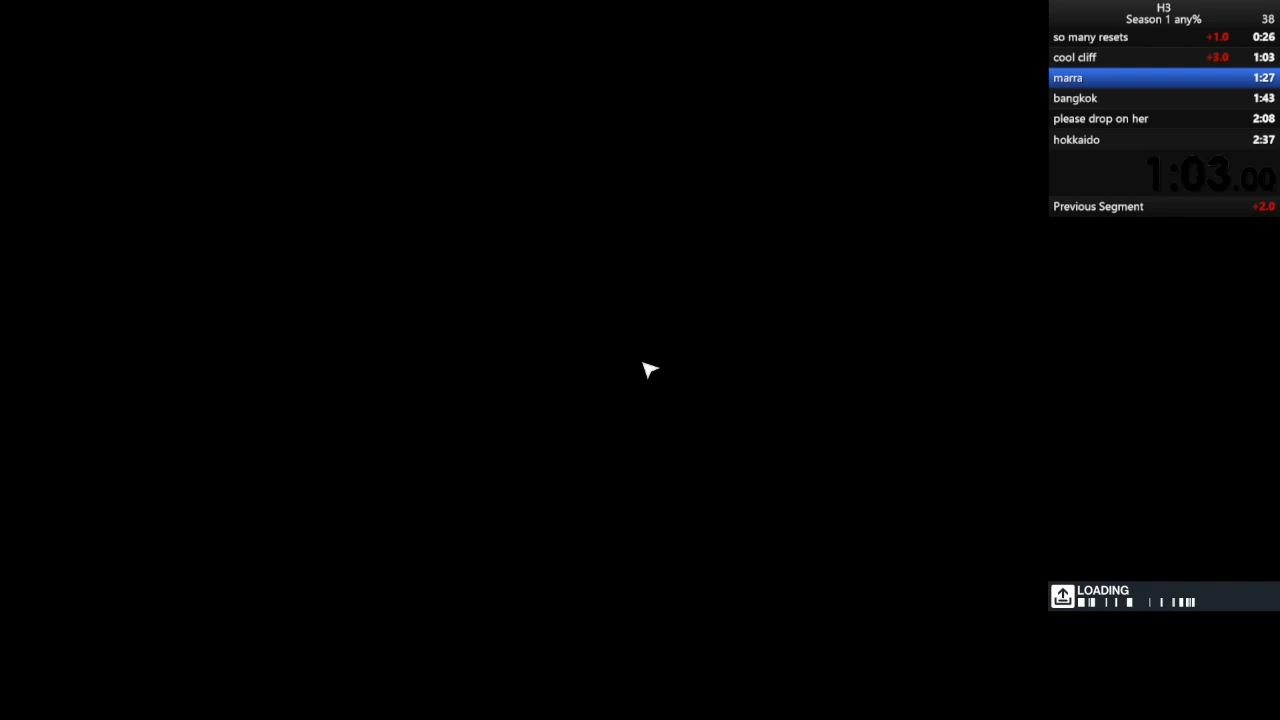 H3
Season 1 any% 38
so many resets +1.0 0:26
cool cliff +3.0 1:03
marra 1:27
bangkok 1:43
please drop on her 2:08
hokkaido 2:37
1:03.00
Previous Segment +2.0
LOADING